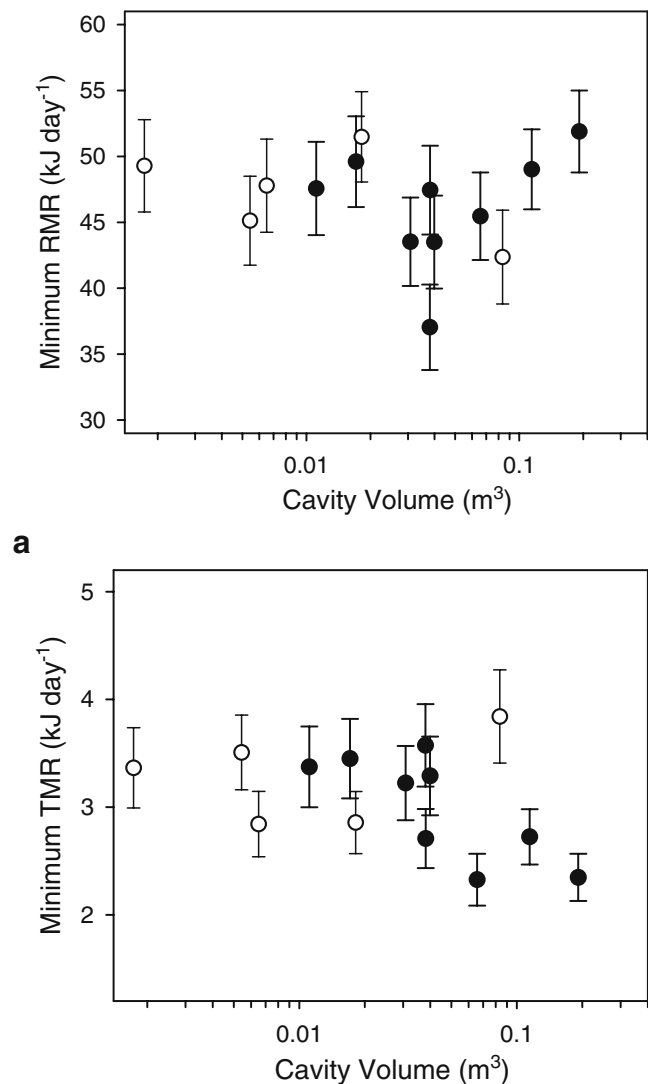 60
55
50
45
40
35
30
Minimum RMR (kJ day-1)
0.01 0.1
Cavity Volume (m3)
a
5
4
3
2
Minimum TMR (kJ day-1)
0.01 0.1
Cavity Volume (m3)